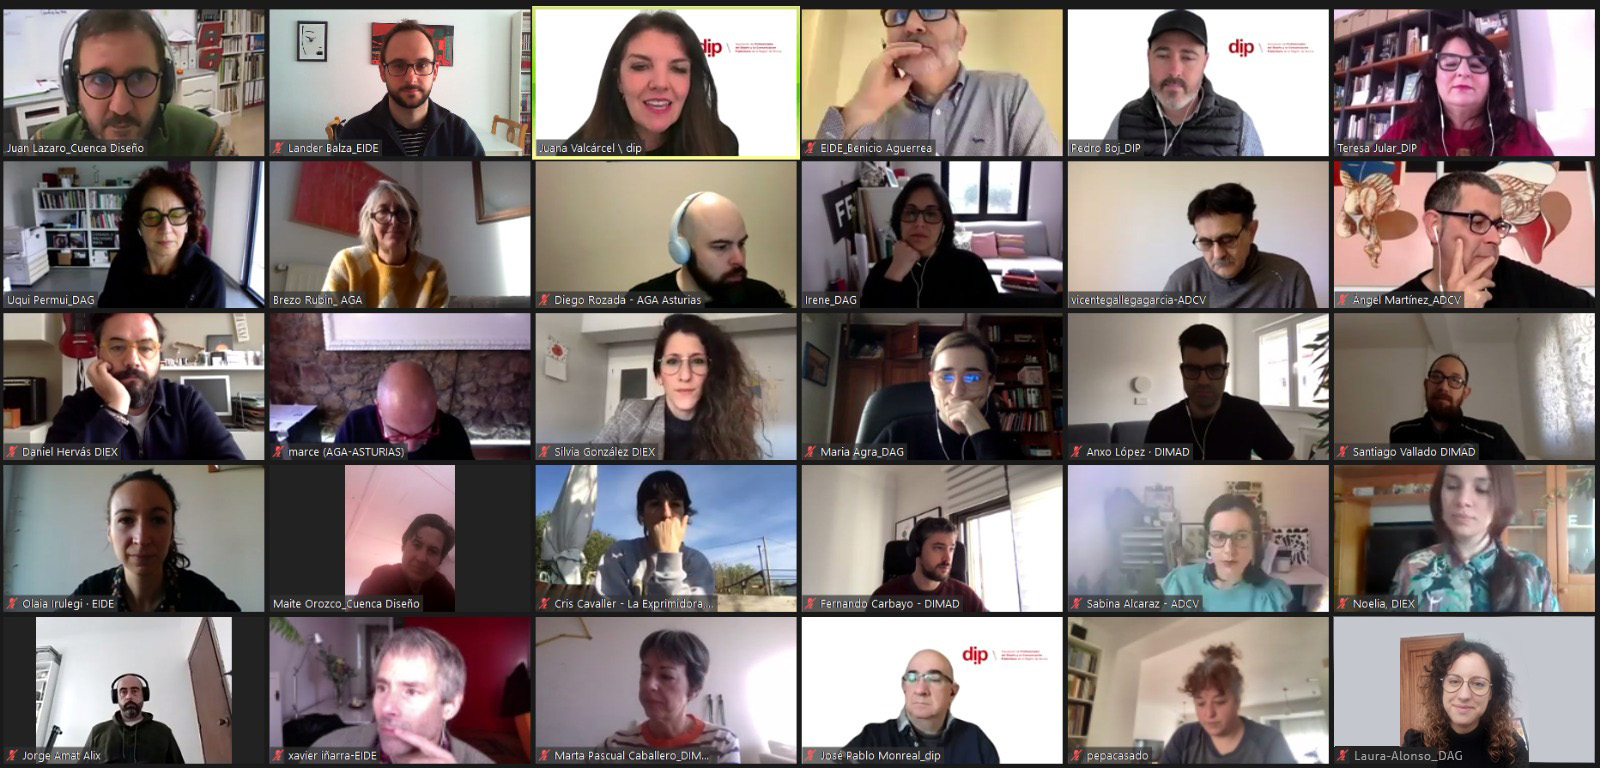 Juan Lazaro_Cuenca Diseño
Lander Balza_EIDE
dip
Juana Valcárcel \ dip
EIDE_Benicio Aguerrea
dip
Pedro Boj_DIP
Teresa Jular_DIP
Uqui Permui_DAG
Brezo Rubin_ AGA
Diego Rozada - AGA Asturias
Irene_DAG
vicentegallegagarcia-ADCV
Ángel Martínez_ADCV
Daniel Hervás DIEX
marce (AGA-ASTURIAS)
Silvia González DIEX
Maria Agra_DAG
Anxo López · DIMAD
Santiago Vallado DIMAD
Olaia Irulegi · EIDE
Maite Orozco_Cuenca Diseño
Cris Cavaller - La Exprimidora ...
Fernando Carbayo - DIMAD
Sabina Alcaraz - ADCV
Noelia, DIEX
Jorge Amat Alix
xavier iñarra-EIDE
Marta Pascual Caballero_DIM...
dip
José Pablo Monreal_dip
pepacasado
Laura-Alonso_DAG